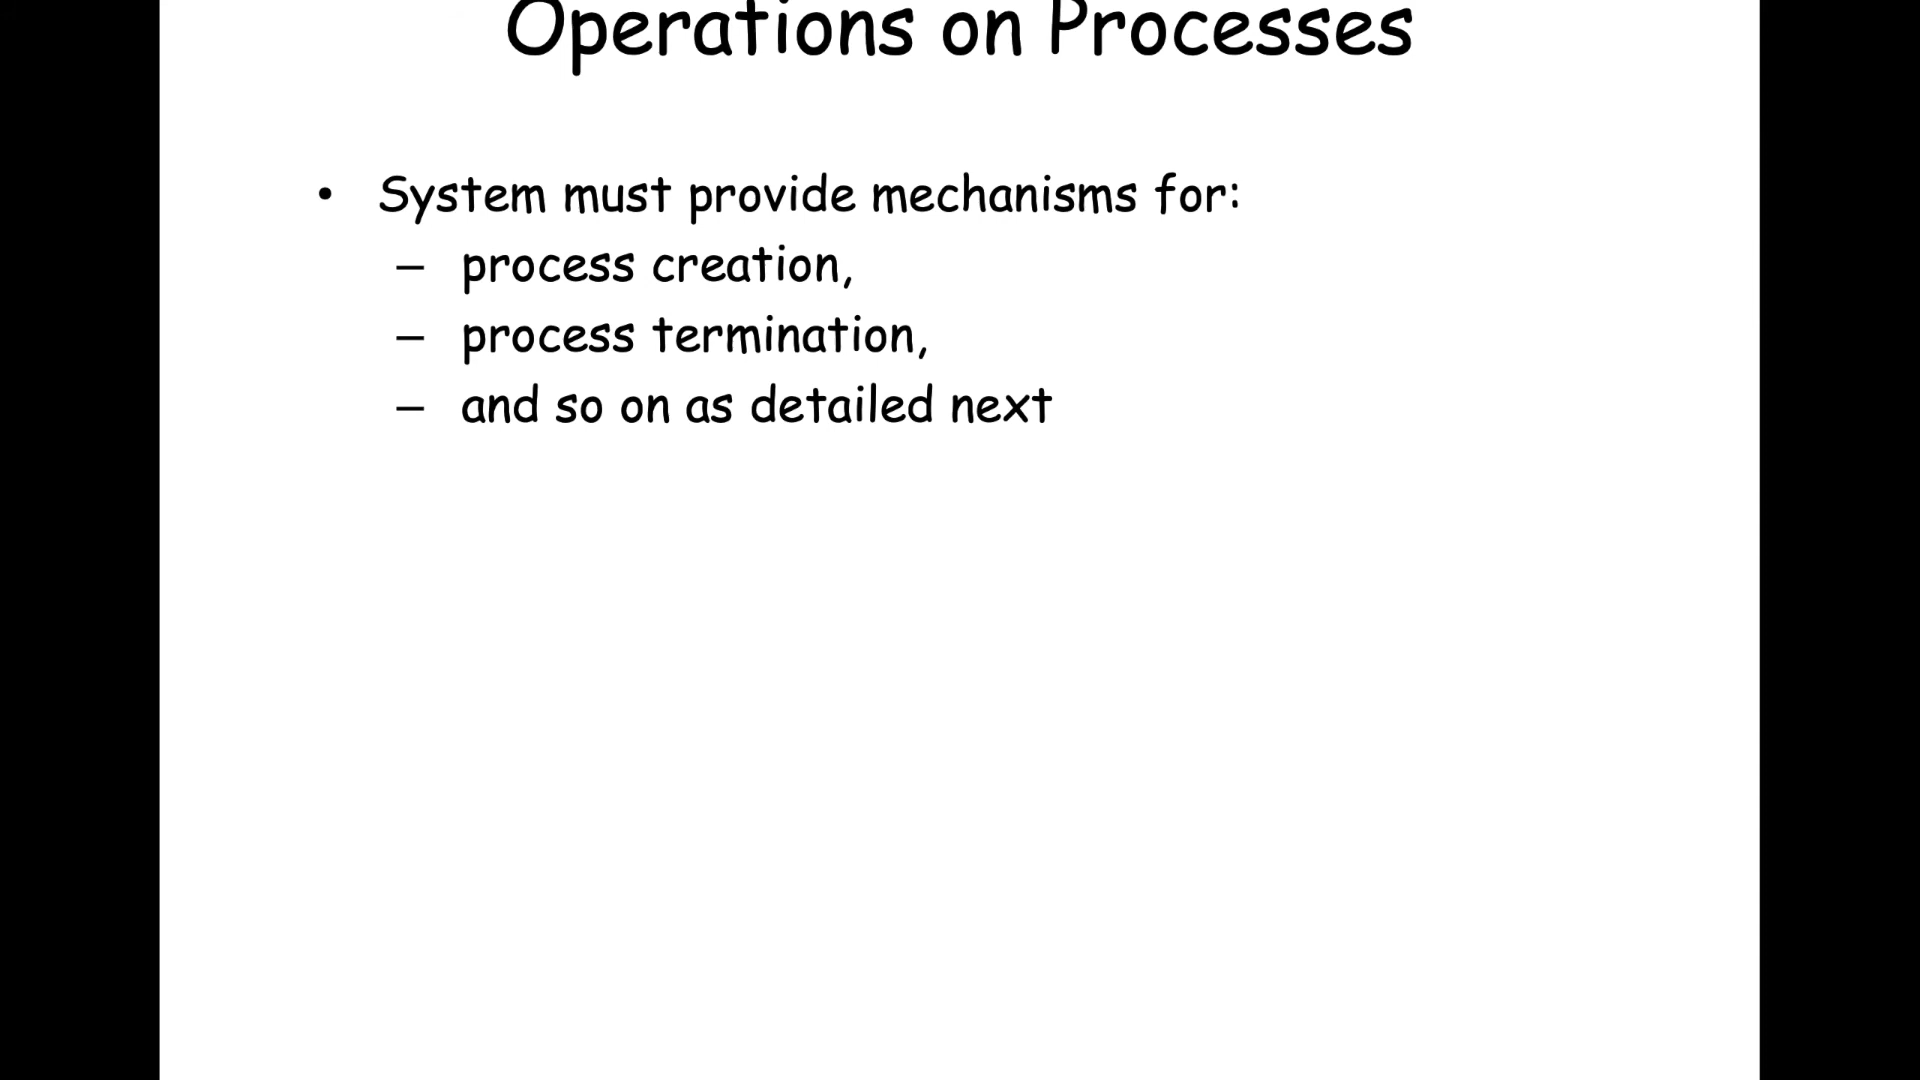 Operations on Processes
• System must provide mechanisms for:
– process creation,
– process termination,
– and so on as detailed next